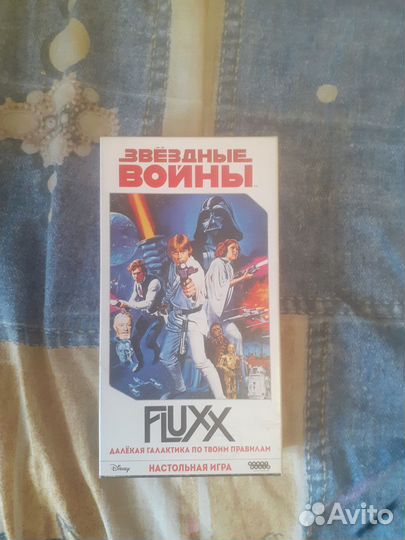 ЗВЁЗДНЫЕ
ВОЙНЫ
FLUXX
ДАЛЁКАЯ ГАЛАКТИКА ПО ТВОИМ ПРАВИЛАМ
Disney
НАСТОЛЬНАЯ ИГРА
Avito